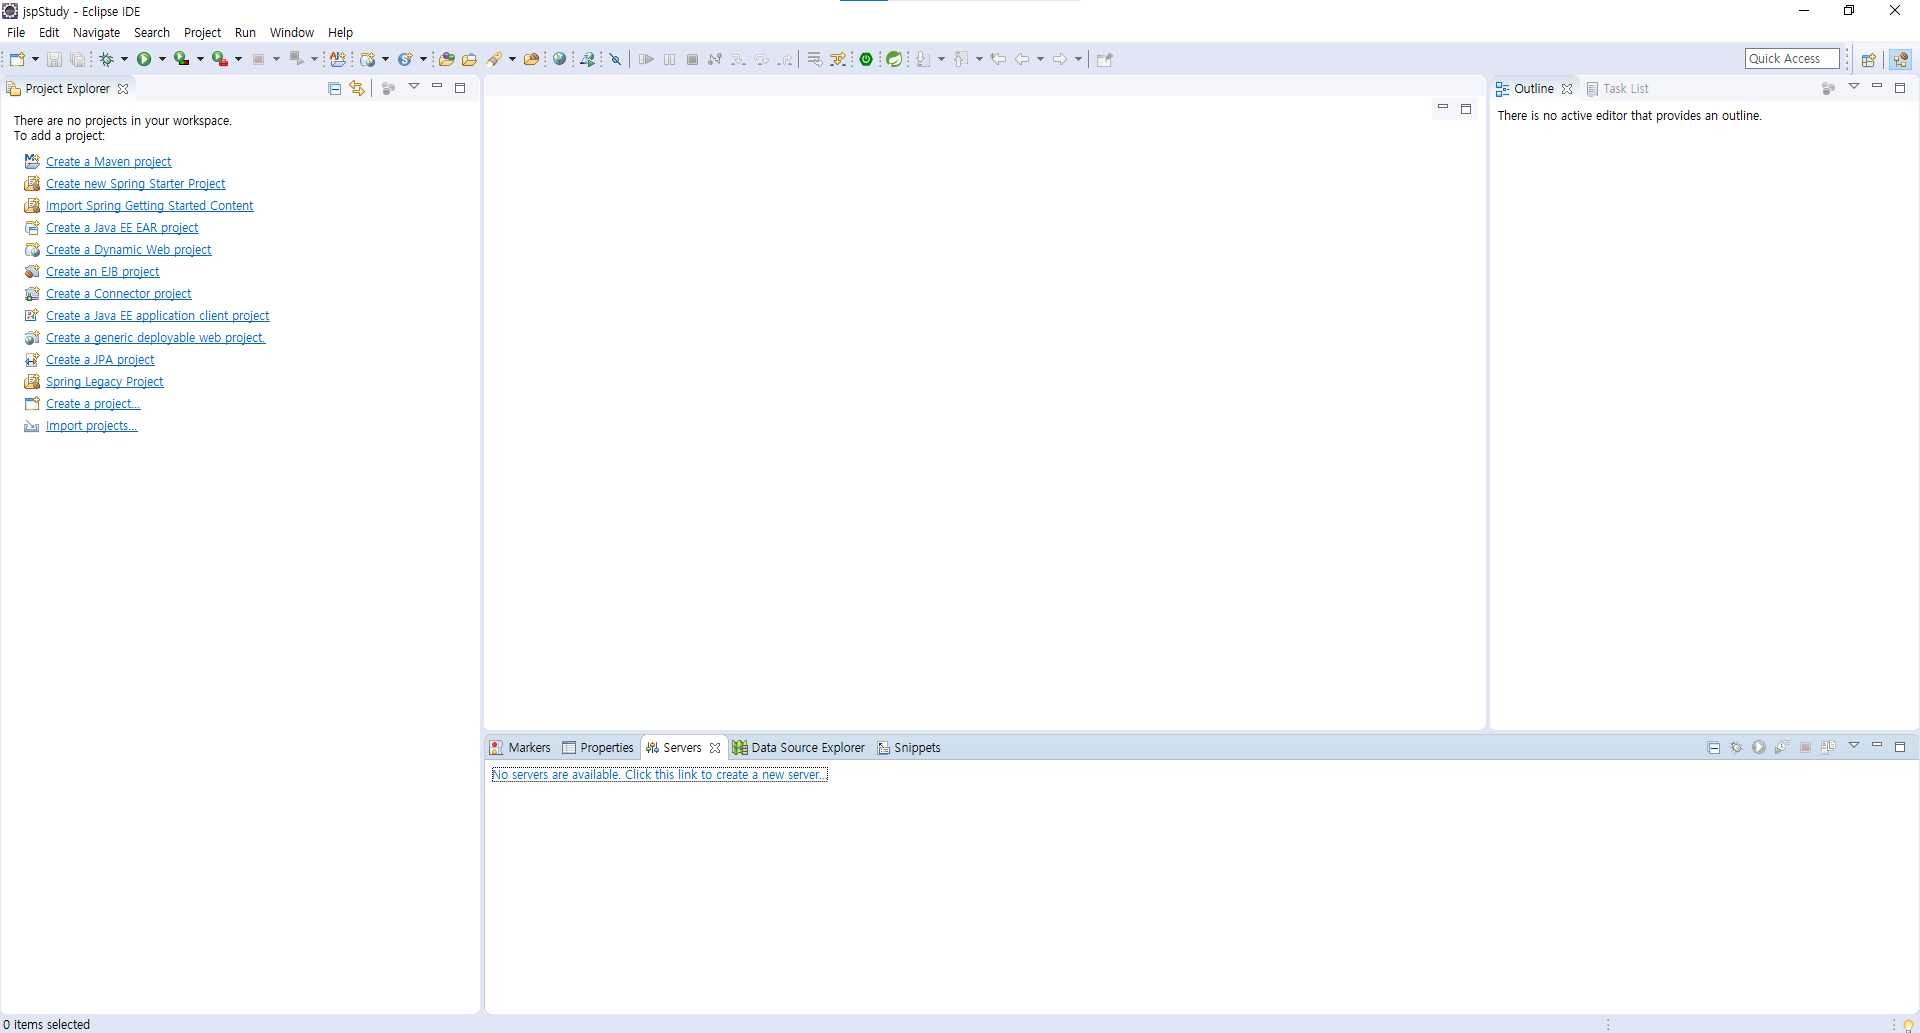 jspStudy - Eclipse IDE
File Edit Navigate Search Project Run Window Help
Quick Access
Project Explorer
There are no projects in your workspace.
To add a project:
Create a Maven project
Create new Spring Starter Project
Import Spring Getting Started Content
Create a Java EE EAR project
Create a Dynamic Web project
Create an EJB project
Create a Connector project
Create a Java EE application client project
Create a generic deployable web project.
Create a JPA project
Spring Legacy Project
Create a project...
Import projects...
Outline Task List
There is no active editor that provides an outline.
Markers Properties Servers Data Source Explorer Snippets
No servers are available. Click this link to create a new server...
0 items selected